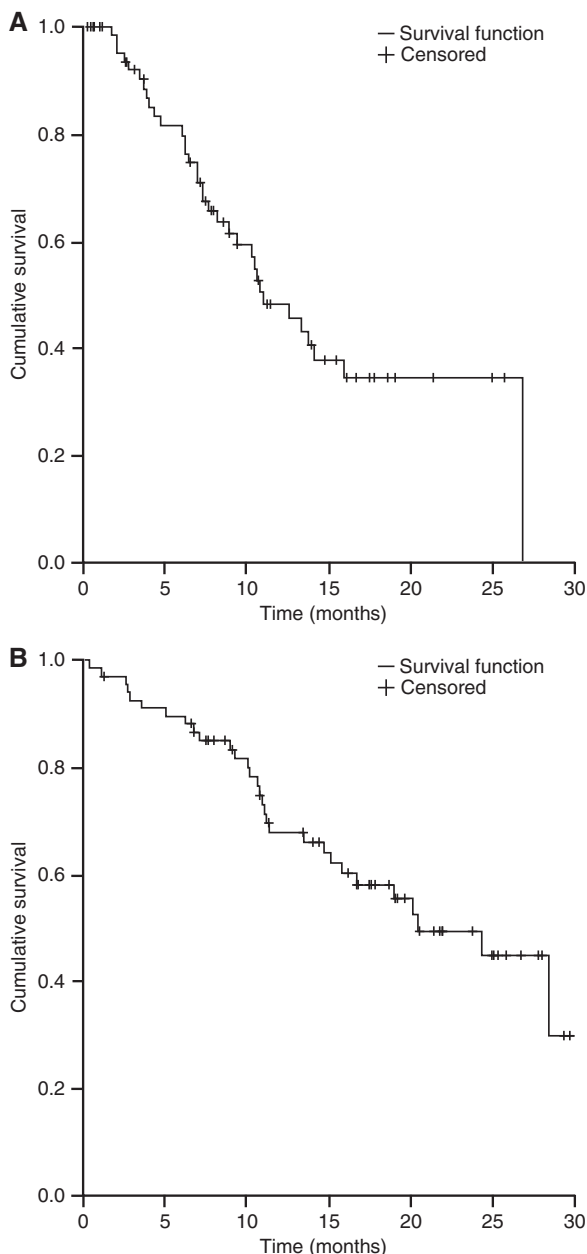 A
Survival function
Censored
Cumulative survival
1.0
0.8
0.6
0.4
0.2
0.0
0 5 10 15 20 25 30
Time (months)
B
Survival function
Censored
Cumulative survival
1.0
0.8
0.6
0.4
0.2
0.0
0 5 10 15 20 25 30
Time (months)